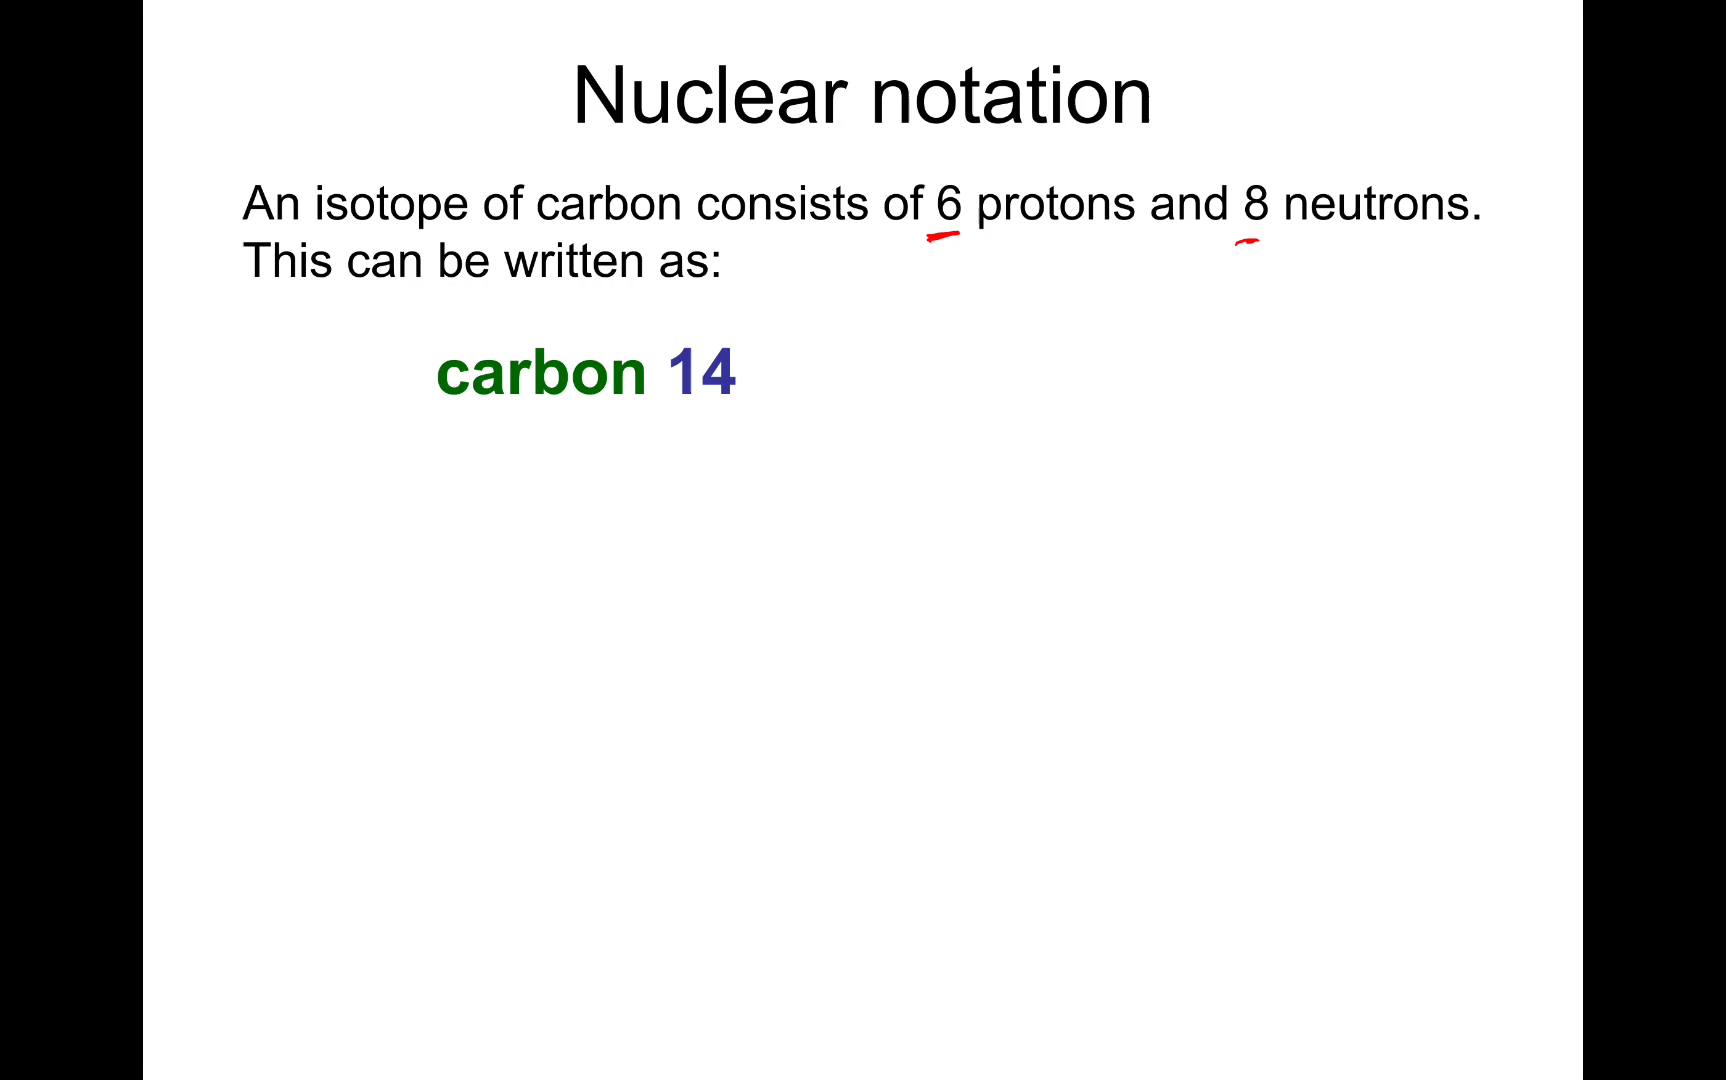 Nuclear notation
An isotope of carbon consists of 6 protons and 8 neutrons.
This can be written as:
carbon 14